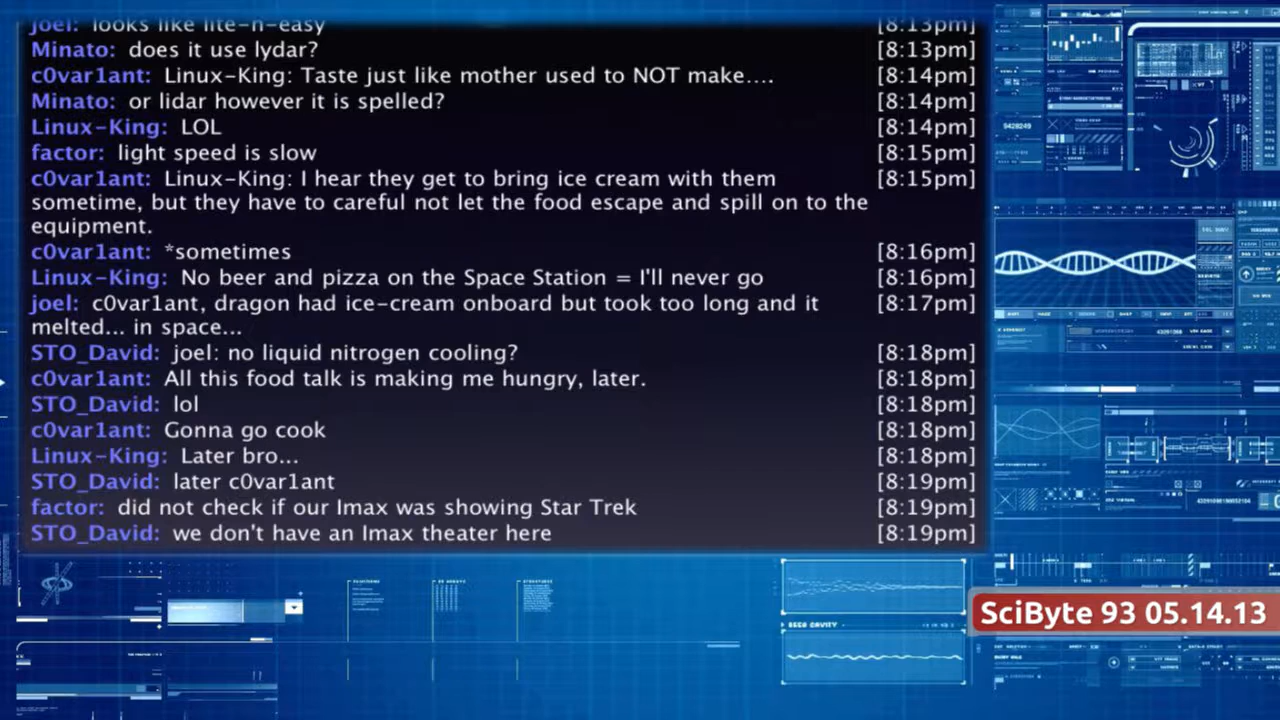 joel: looks like lite-n-easy [8:13pm]
Minato: does it use lydar? [8:13pm]
c0var1ant: Linux-King: Taste just like mother used to NOT make.... [8:14pm]
Minato: or lidar however it is spelled? [8:14pm]
Linux-King: LOL [8:14pm]
factor: light speed is slow [8:15pm]
c0var1ant: Linux-King: I hear they get to bring ice cream with them [8:15pm]
sometime, but they have to careful not let the food escape and spill on to the
equipment.
c0var1ant: *sometimes [8:16pm]
Linux-King: No beer and pizza on the Space Station = I'll never go [8:16pm]
joel: c0var1ant, dragon had ice-cream onboard but took too long and it [8:17pm]
melted... in space...
STO_David: joel: no liquid nitrogen cooling? [8:18pm]
c0var1ant: All this food talk is making me hungry, later. [8:18pm]
STO_David: lol [8:18pm]
c0var1ant: Gonna go cook [8:18pm]
Linux-King: Later bro... [8:18pm]
STO_David: later c0var1ant [8:19pm]
factor: did not check if our Imax was showing Star Trek [8:19pm]
STO_David: we don't have an Imax theater here [8:19pm]
9428249
SciByte 93 05.14.13